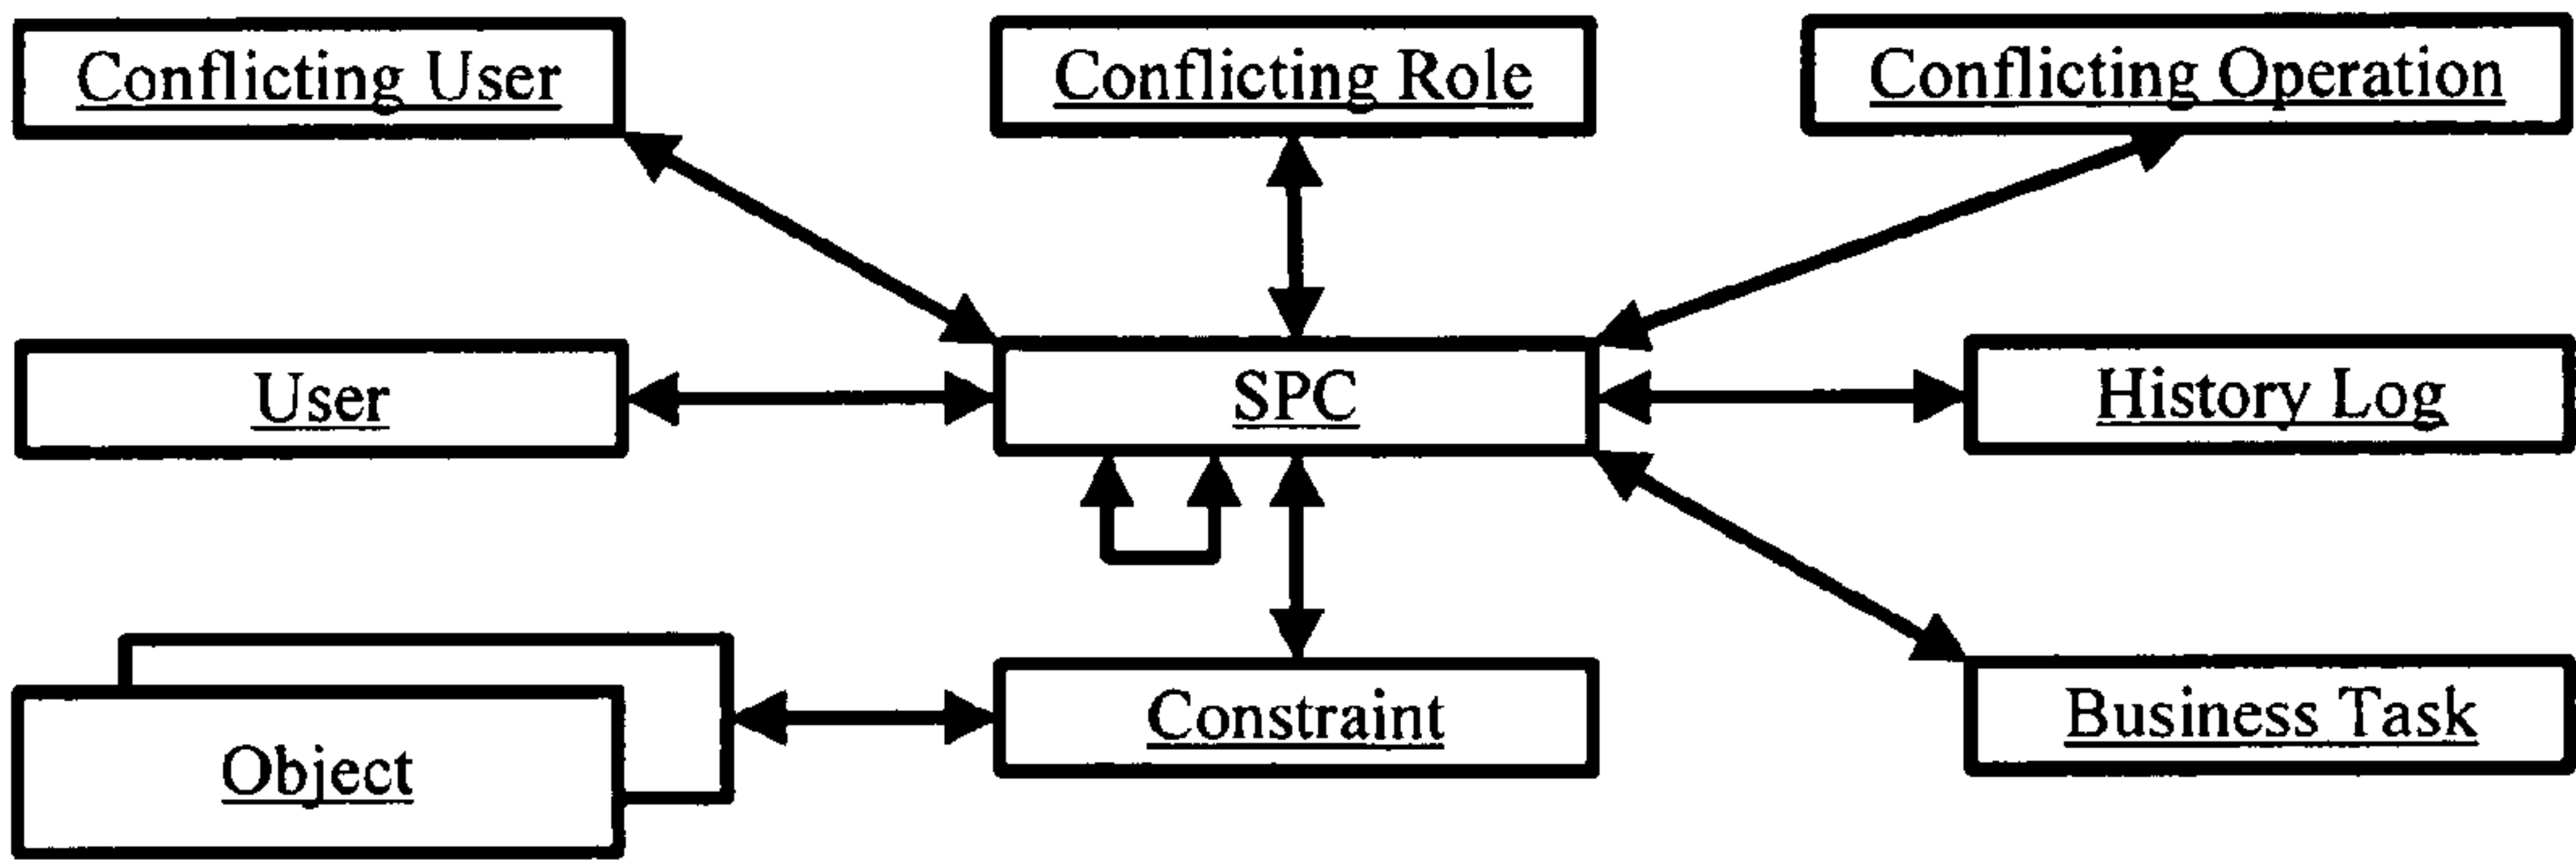 Conflicting User
Conflicting Role
Conflicting Operation
User
SPC
History Log
Object
Constraint
Business Task